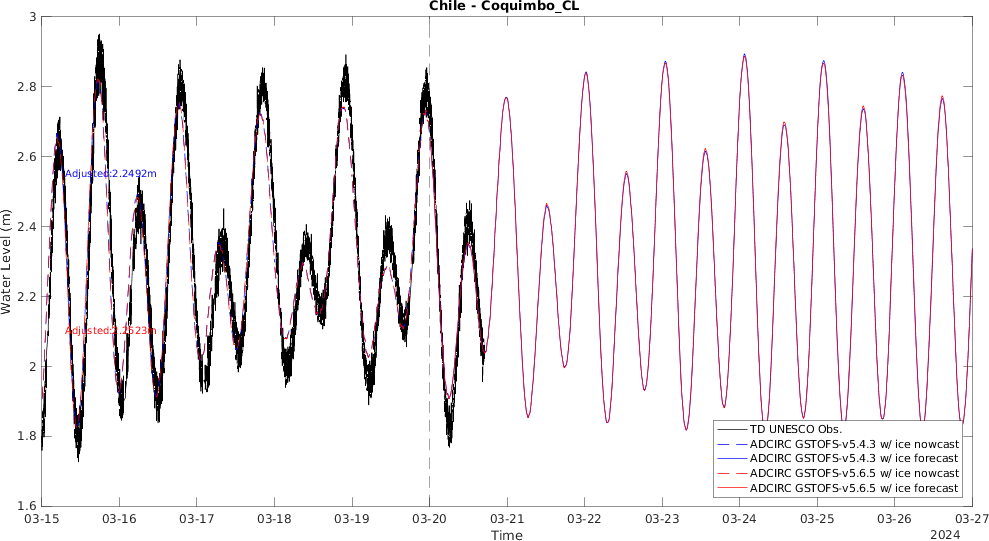 Chile - Coquimbo_CL
3
2.8
2.6
2.4
2.2
2
1.8
1.6
Water Level (m)
Adjusted:2.2492m
Adjusted:2.2523m
TD UNESCO Obs.
ADCIRC GSTOFS-v5.4.3 w/ ice nowcast
ADCIRC GSTOFS-v5.4.3 w/ ice forecast
ADCIRC GSTOFS-v5.6.5 w/ ice nowcast
ADCIRC GSTOFS-v5.6.5 w/ ice forecast
03-15 03-16 03-17 03-18 03-19 03-20 03-21 03-22 03-23 03-24 03-25 03-26 03-27
Time
2024